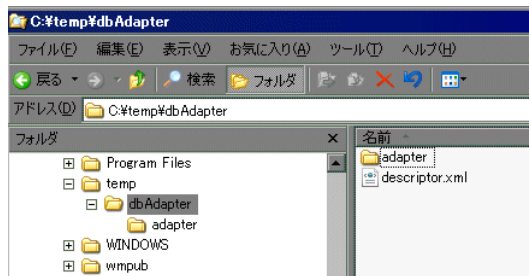 C:¥temp¥dbAdapter
ファイル(F) 編集(E) 表示(V) お気に入り(A) ツール(T) ヘルプ(H)
戻る 検索 フォルダ
アドレス(D) C:¥temp¥dbAdapter
フォルダ × 名前
Program Files adapter
temp descriptor.xml
dbAdapter
adapter
WINDOWS
wmpub